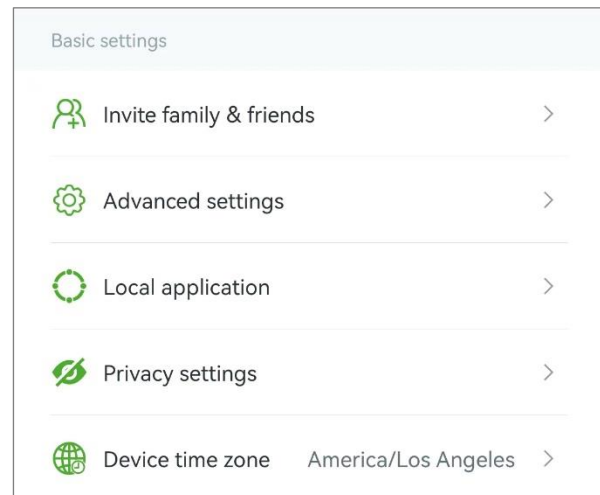 Basic settings
Invite family & friends
Advanced settings
Local application
Privacy settings
Device time zone America/Los Angeles